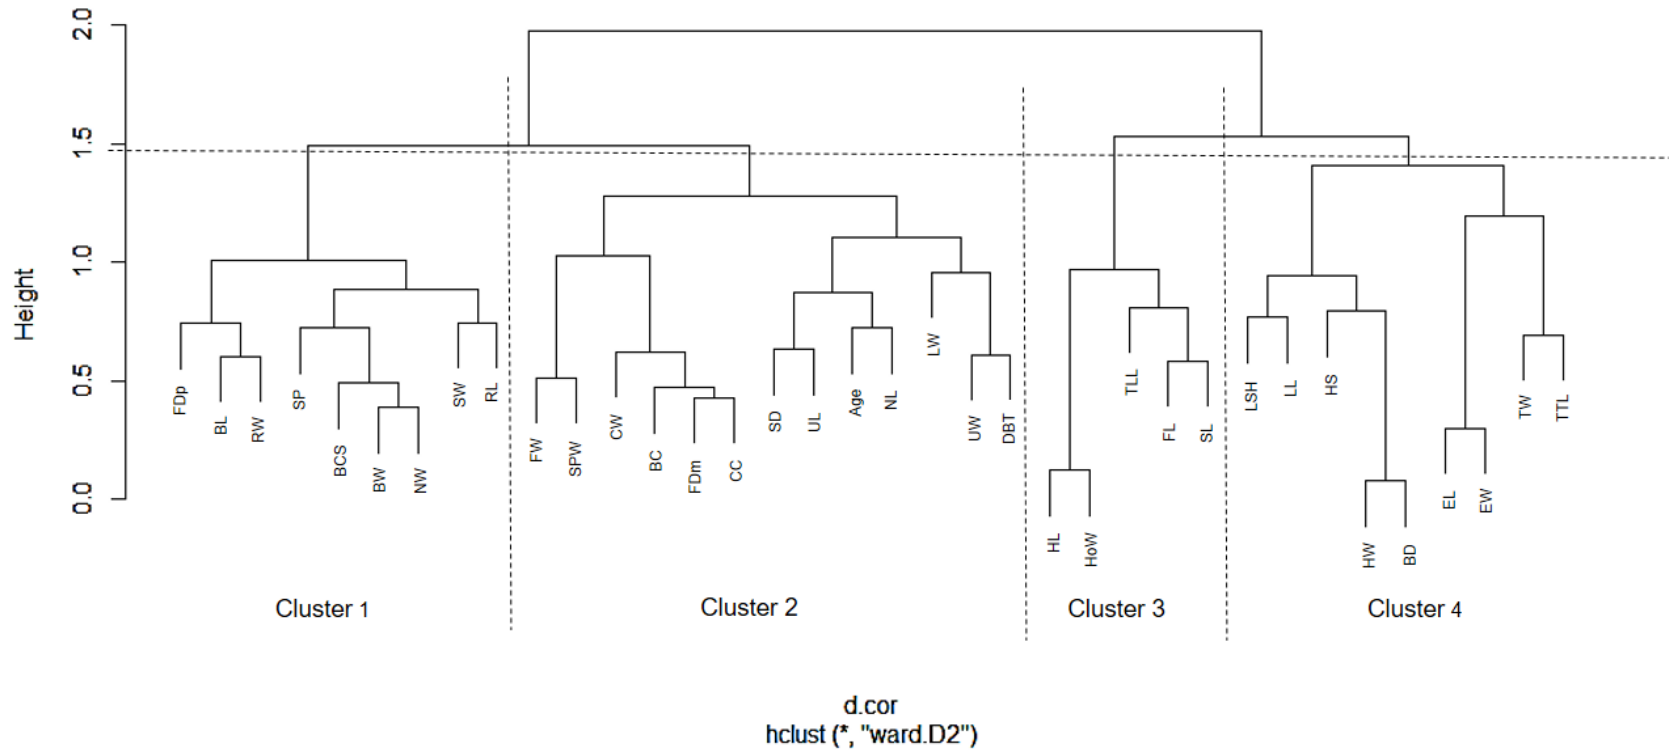 2.0
1.5
1.0
0.5
0.0
Height
FDp
BL
RW
SP
BCS
BW
NW
SW
RL
FW
SPW
CW
BC
FDm
CC
SD
UL
Age
NL
LW
UW
DBT
HL
HoW
TLL
FL
SL
LSH
LL
HS
HW
BD
EL
EW
TW
TTL
Cluster 1
Cluster 2
Cluster 3
Cluster 4
d.cor
hclust (*, "ward.D2")